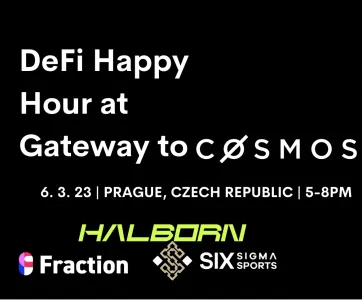 DeFi Happy
Hour at
Gateway to CØSMOS
6. 3. 23 | PRAGUE, CZECH REPUBLIC | 5-8PM
HALBORN
Fraction
SIX SIGMA SPORTS